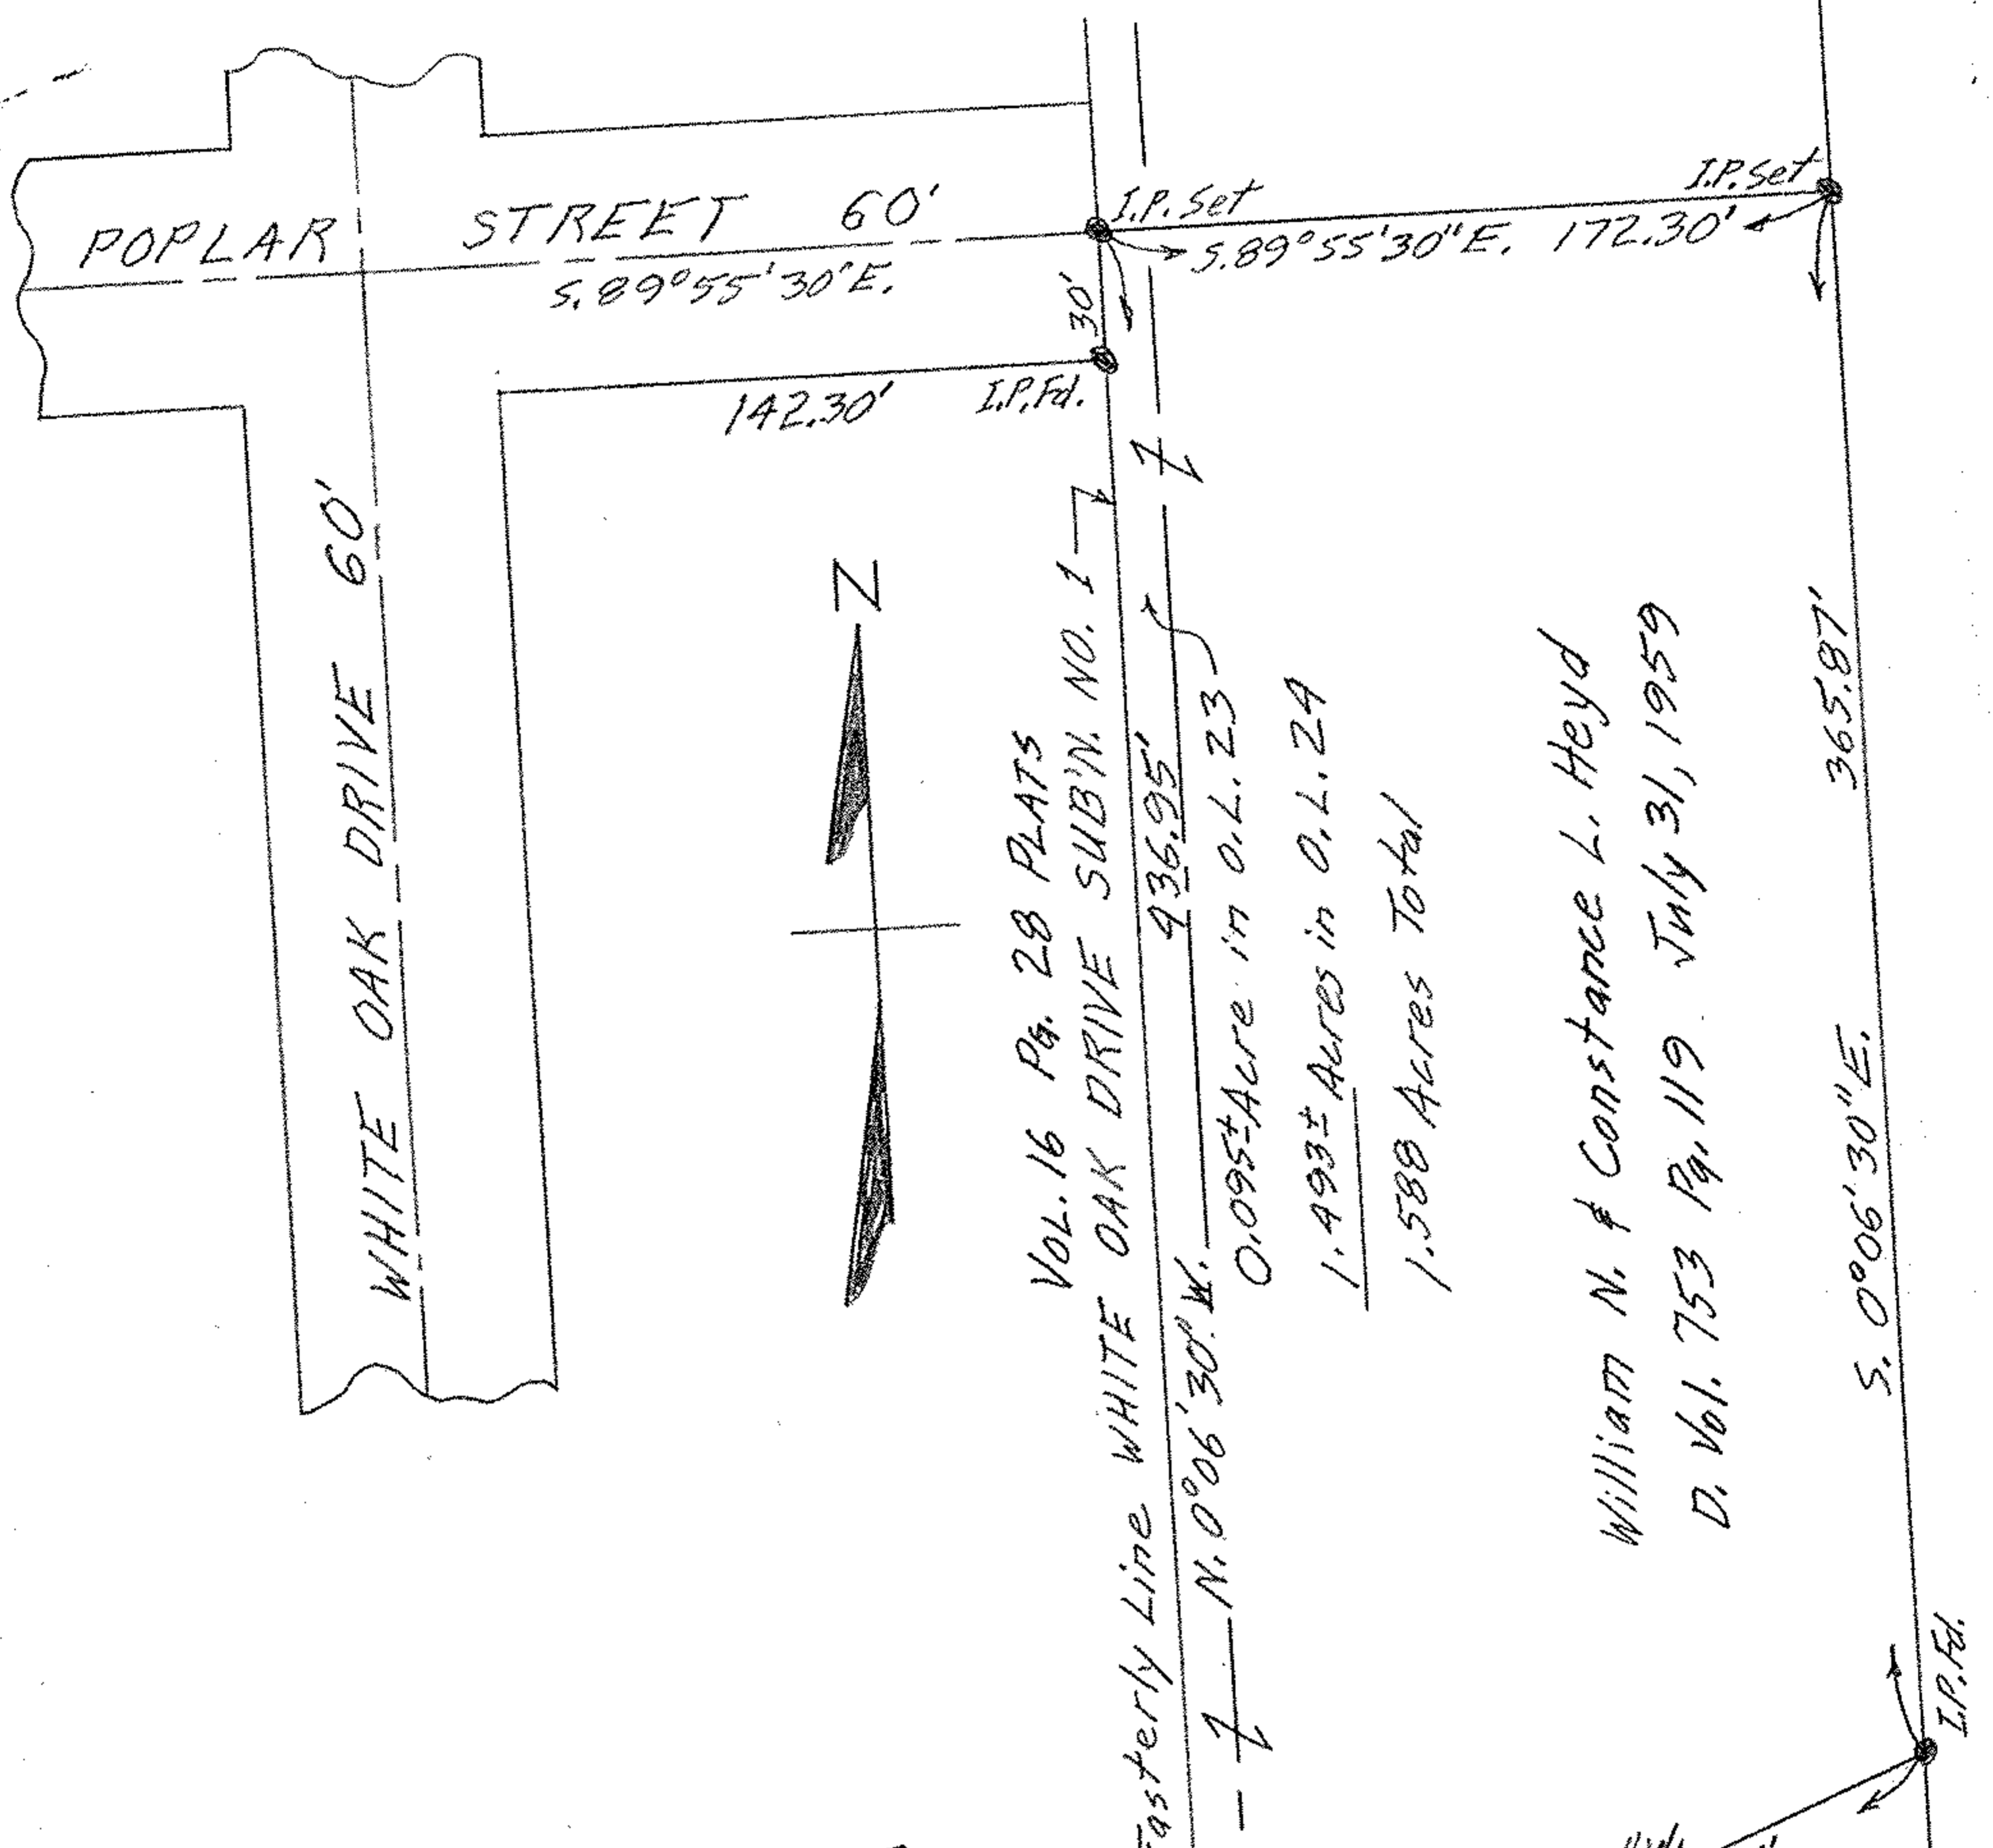 POPLAR STREET 60'
S.89°55'30"E.
I.P. Set
I.P. Set
S.89°55'30"E. 172.30'
30'
142.30'
I.P. Fd.
WHITE OAK DRIVE 60'
N
VOL. 16 PG. 28 PLATS
Easterly Line WHITE OAK DRIVE SUB'N. NO. 1
N. 0°06'30" W. 436.95'
0.095± Acre in O.L. 23
1.493± Acres in O.L. 24
1.588 Acres Total
William N. & Constance L. Heyd
D. Vol. 753 Pg. 119 July 31, 1959
S. 0°06'30"E. 365.87'
I.P. Fd.